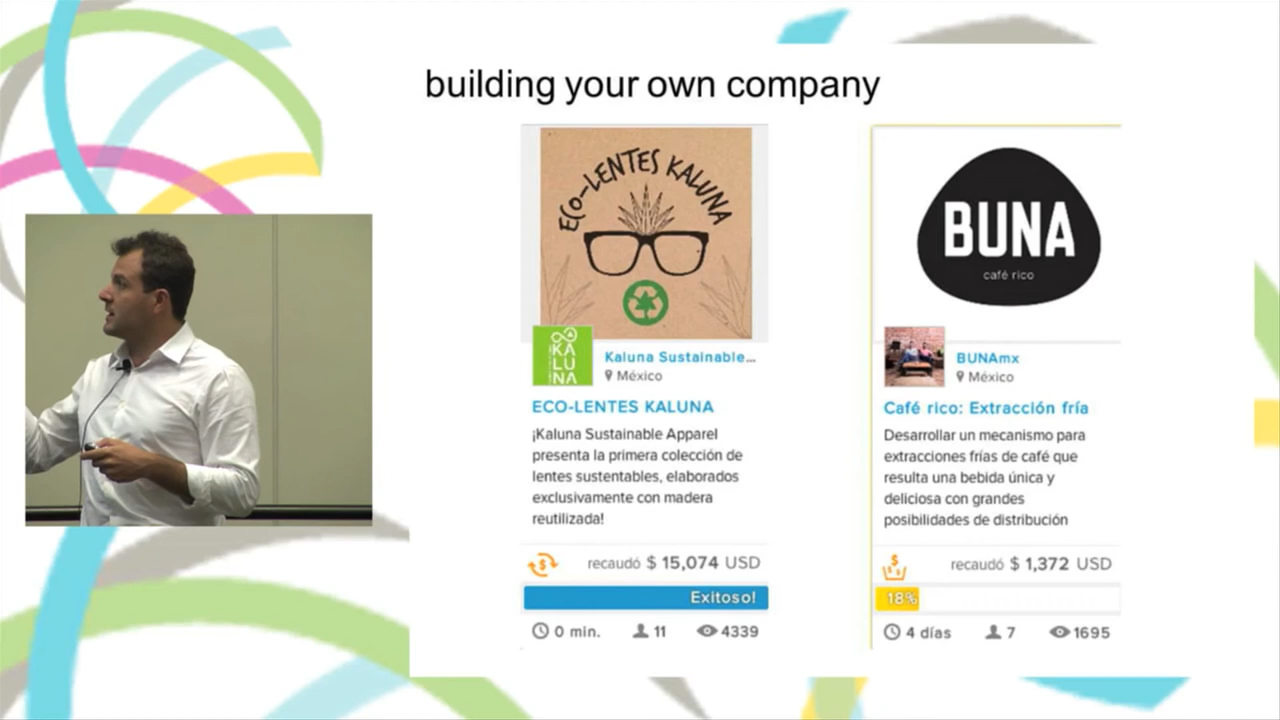 building your own company
ECO-LENTES KALUNA
KA
LU
NA
Kaluna Sustainable...
México
ECO-LENTES KALUNA
¡Kaluna Sustainable Apparel
presenta la primera colección de
lentes sustentables, elaborados
exclusivamente con madera
reutilizada!
recaudó $ 15,074 USD
Exitoso!
0 min. 11 4339
BUNA
café rico
BUNAmx
México
Café rico: Extracción fría
Desarrollar un mecanismo para
extracciones frías de café que
resulta una bebida única y
deliciosa con grandes
posibilidades de distribución
recaudó $ 1,372 USD
18%
4 días 7 1695